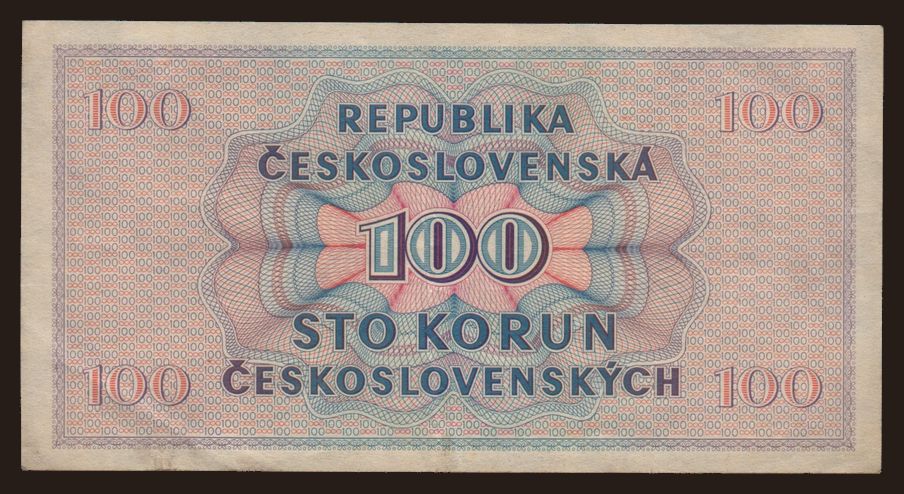 100 100
REPUBLIKA
ČESKOSLOVENSKÁ
100
STO KORUN
ČESKOSLOVENSKÝCH
100 100